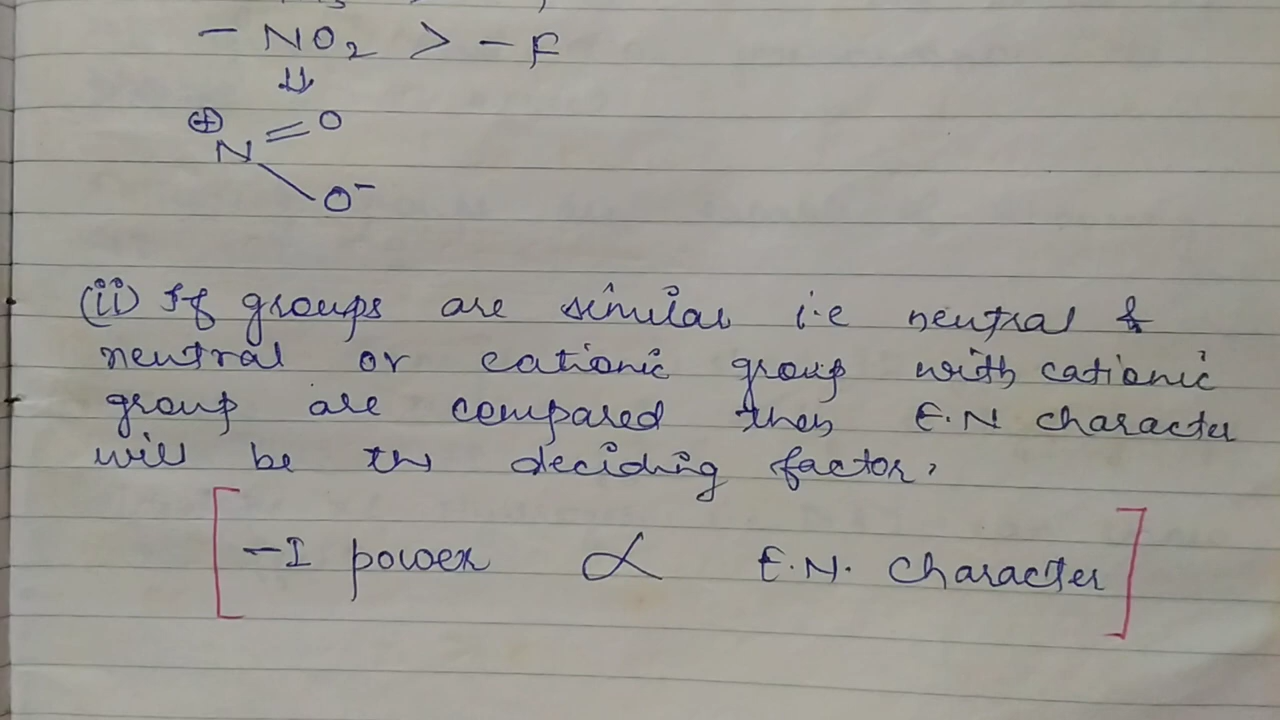 - NO₂ > - F
⇓
⊕
N = O
O⁻
(ii) If groups are similar i.e neutral &
neutral or cationic group with cationic
group are compared then E.N character
will be the deciding factor.
[-I power ∝ E.N. character]